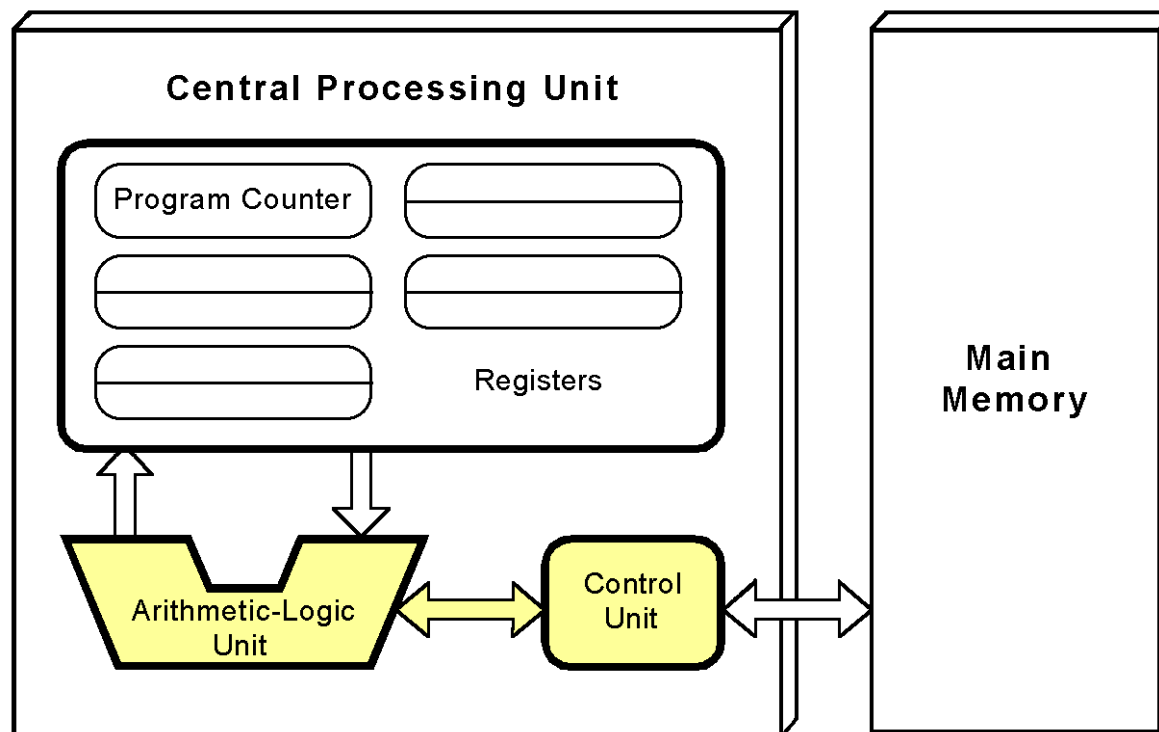 Central Processing Unit
Program Counter
Registers
Arithmetic-Logic
Unit
Control
Unit
Main
Memory